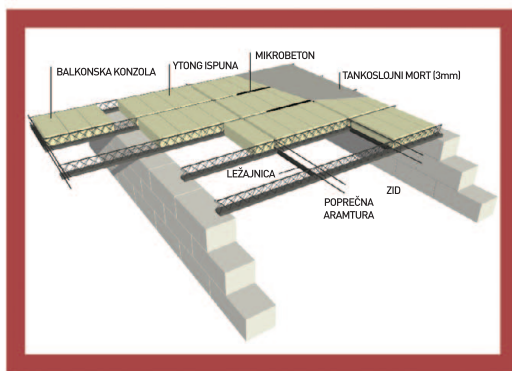 MIKROBETON
YTONG ISPUNA
BALKONSKA KONZOLA
TANKOSLOJNI MORT (3mm)
LEŽAJNICA
ZID
POPREČNA
ARAMTURA